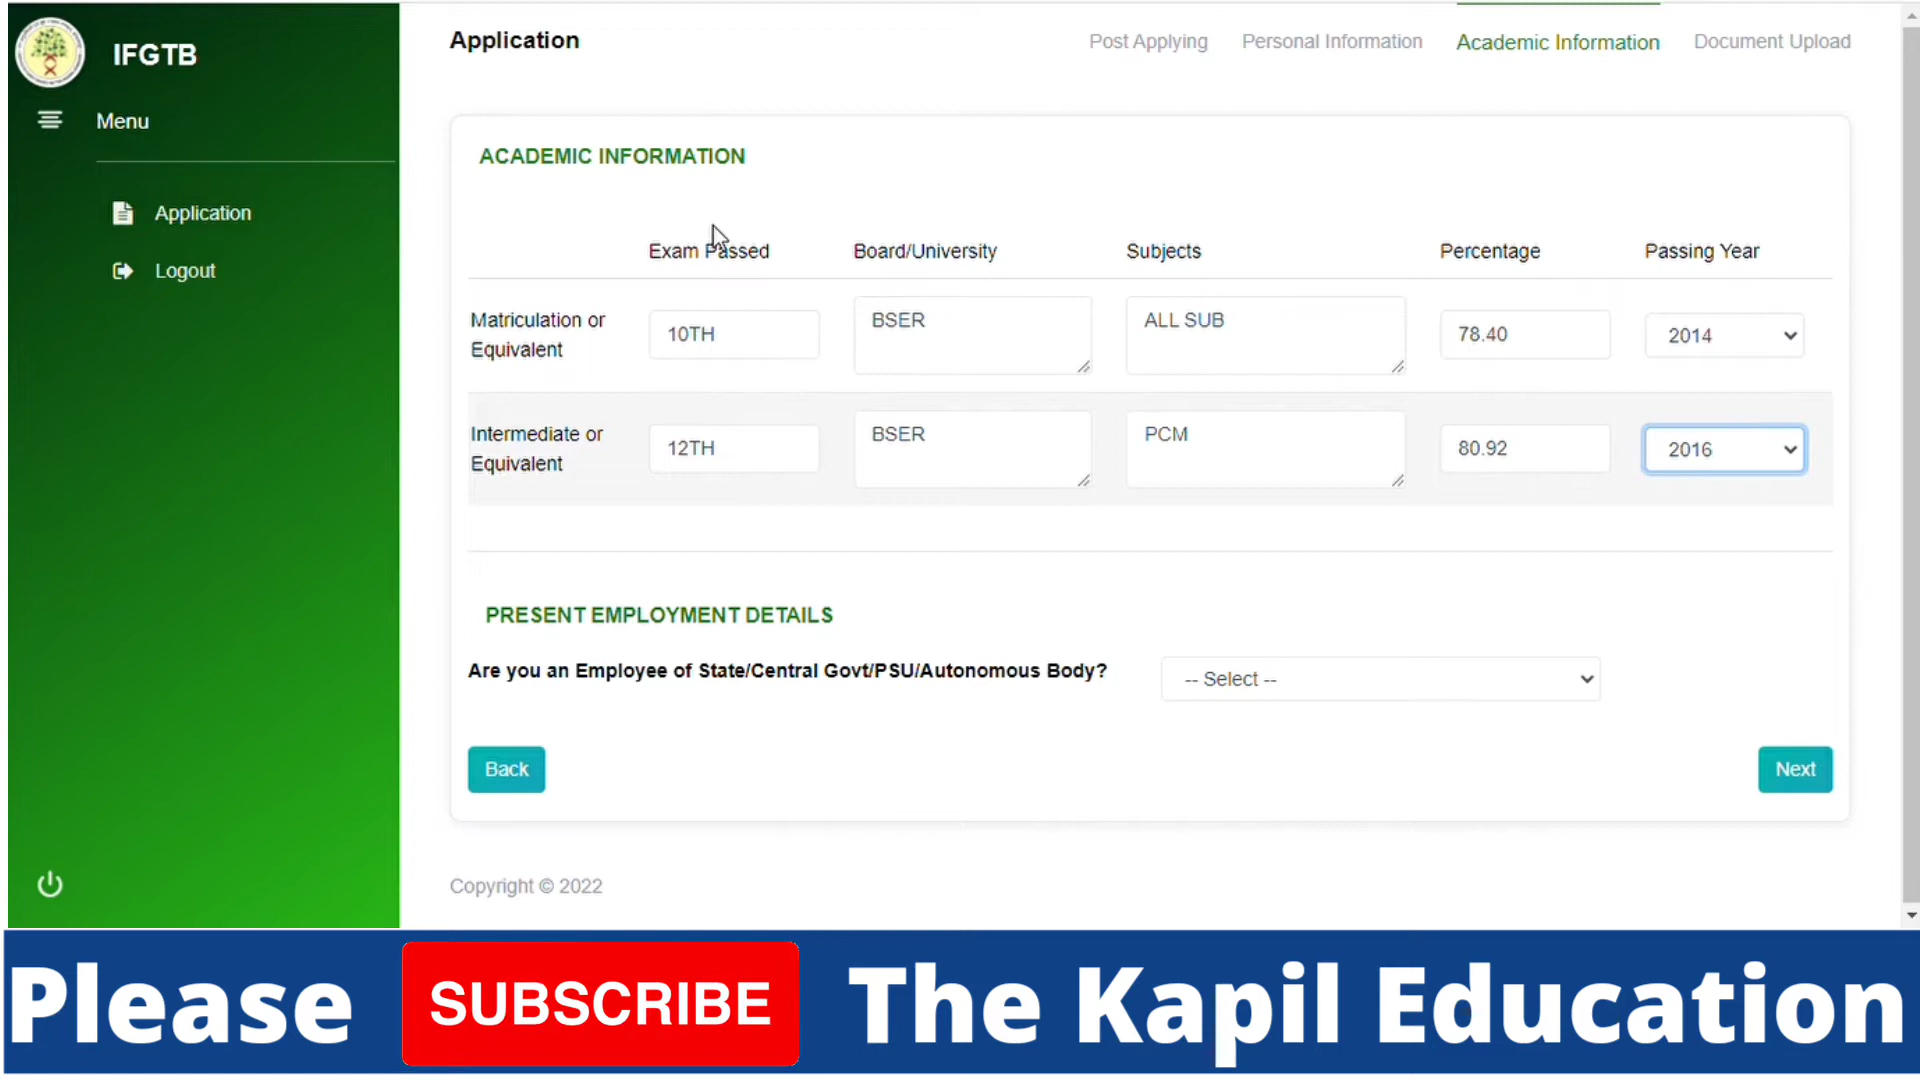 IFGTB
Menu
Application
Logout
Application
Post Applying Personal Information Academic Information Document Upload
ACADEMIC INFORMATION
Exam Passed Board/University Subjects Percentage Passing Year
Matriculation or Equivalent 10TH BSER ALL SUB 78.40 2014
Intermediate or Equivalent 12TH BSER PCM 80.92 2016
PRESENT EMPLOYMENT DETAILS
Are you an Employee of State/Central Govt/PSU/Autonomous Body? -- Select --
Back Next
Copyright © 2022
Please SUBSCRIBE The Kapil Education